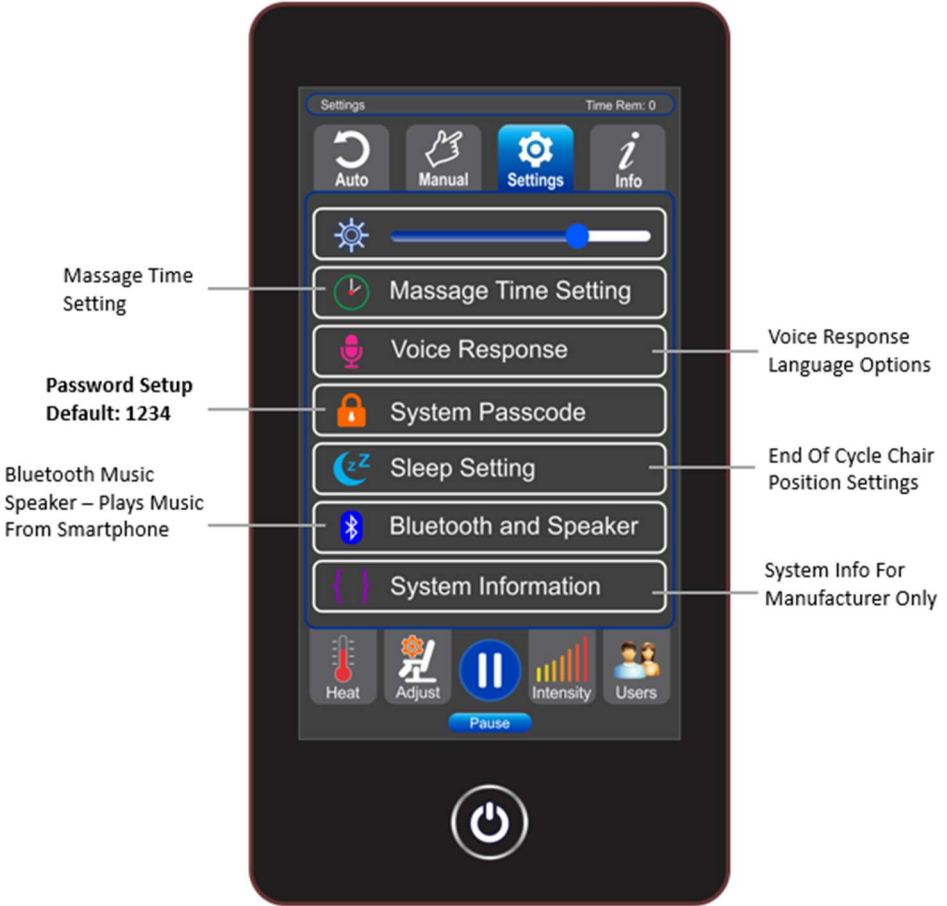 Settings Time Rem: 0
Auto Manual Settings Info
Massage Time
Setting
Massage Time Setting
Voice Response
Voice Response
Language Options
Password Setup
Default: 1234
System Passcode
Sleep Setting
zZ
End Of Cycle Chair
Position Settings
Bluetooth Music
Speaker – Plays Music
From Smartphone
Bluetooth and Speaker
System Information
System Info For
Manufacturer Only
Heat Adjust Intensity Users
Pause